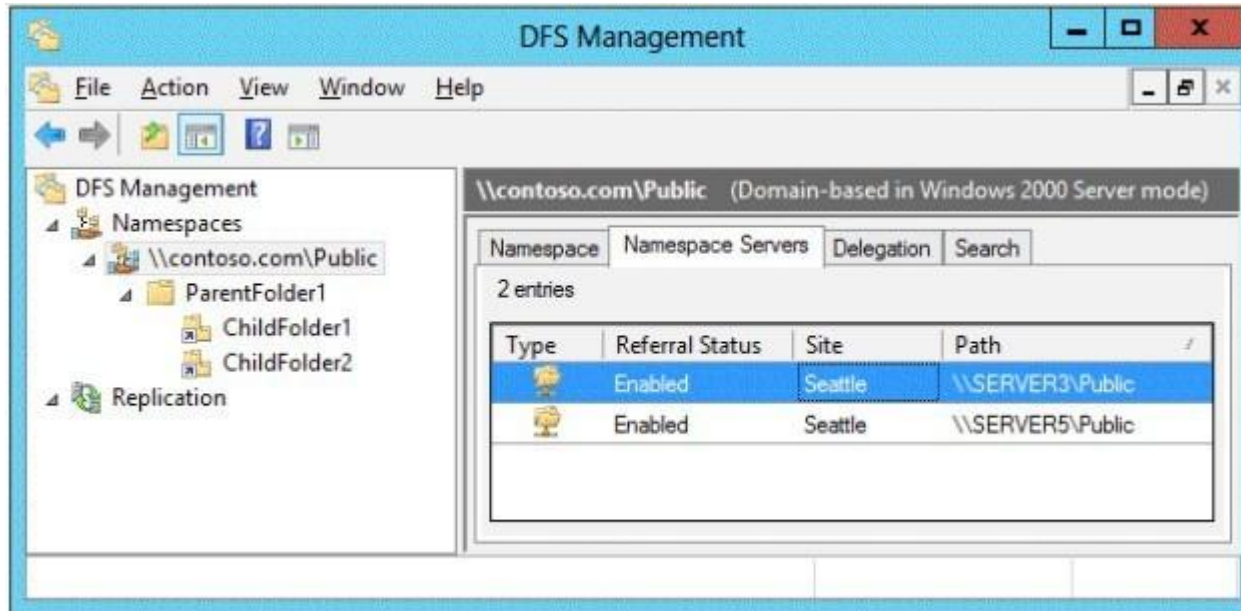 DFS Management
File Action View Window Help
DFS Management
Namespaces
\\contoso.com\Public
ParentFolder1
ChildFolder1
ChildFolder2
Replication
\\contoso.com\Public (Domain-based in Windows 2000 Server mode)
Namespace Namespace Servers Delegation Search
2 entries
Type Referral Status Site Path
Enabled Seattle \\SERVER3\Public
Enabled Seattle \\SERVER5\Public